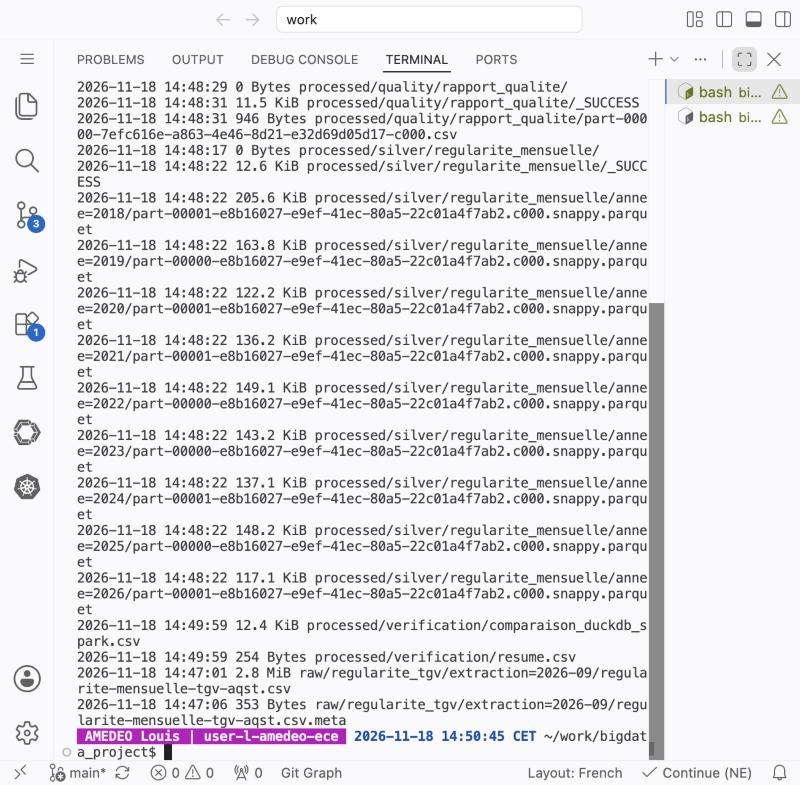 work
PROBLEMS OUTPUT DEBUG CONSOLE TERMINAL PORTS
2026-11-18 14:48:29 0 Bytes processed/quality/rapport_qualite/
2026-11-18 14:48:31 11.5 KiB processed/quality/rapport_qualite/_SUCCESS
2026-11-18 14:48:31 946 Bytes processed/quality/rapport_qualite/part-000
00-7efc616e-a863-4e46-8d21-e32d69d05d17-c000.csv
2026-11-18 14:48:17 0 Bytes processed/silver/regularite_mensuelle/
2026-11-18 14:48:22 12.6 KiB processed/silver/regularite_mensuelle/_SUCC
ESS
2026-11-18 14:48:22 205.6 KiB processed/silver/regularite_mensuelle/anne
e=2018/part-00001-e8b16027-e9ef-41ec-80a5-22c01a4f7ab2.c000.snappy.parqu
et
2026-11-18 14:48:22 163.8 KiB processed/silver/regularite_mensuelle/anne
e=2019/part-00000-e8b16027-e9ef-41ec-80a5-22c01a4f7ab2.c000.snappy.parqu
et
2026-11-18 14:48:22 122.2 KiB processed/silver/regularite_mensuelle/anne
e=2020/part-00001-e8b16027-e9ef-41ec-80a5-22c01a4f7ab2.c000.snappy.parqu
et
2026-11-18 14:48:22 136.2 KiB processed/silver/regularite_mensuelle/anne
e=2021/part-00001-e8b16027-e9ef-41ec-80a5-22c01a4f7ab2.c000.snappy.parqu
et
2026-11-18 14:48:22 149.1 KiB processed/silver/regularite_mensuelle/anne
e=2022/part-00000-e8b16027-e9ef-41ec-80a5-22c01a4f7ab2.c000.snappy.parqu
et
2026-11-18 14:48:22 143.2 KiB processed/silver/regularite_mensuelle/anne
e=2023/part-00000-e8b16027-e9ef-41ec-80a5-22c01a4f7ab2.c000.snappy.parqu
et
2026-11-18 14:48:22 137.1 KiB processed/silver/regularite_mensuelle/anne
e=2024/part-00001-e8b16027-e9ef-41ec-80a5-22c01a4f7ab2.c000.snappy.parqu
et
2026-11-18 14:48:22 148.2 KiB processed/silver/regularite_mensuelle/anne
e=2025/part-00000-e8b16027-e9ef-41ec-80a5-22c01a4f7ab2.c000.snappy.parqu
et
2026-11-18 14:48:22 117.1 KiB processed/silver/regularite_mensuelle/anne
e=2026/part-00001-e8b16027-e9ef-41ec-80a5-22c01a4f7ab2.c000.snappy.parqu
et
2026-11-18 14:49:59 12.4 KiB processed/verification/comparaison_duckdb_s
park.csv
2026-11-18 14:49:59 254 Bytes processed/verification/resume.csv
2026-11-18 14:47:01 2.8 MiB raw/regularite_tgv/extraction=2026-09/regula
rite-mensuelle-tgv-aqst.csv
2026-11-18 14:47:06 353 Bytes raw/regularite_tgv/extraction=2026-09/regu
larite-mensuelle-tgv-aqst.csv.meta
AMEDEO Louis | user-l-amedeo-ece 2026-11-18 14:50:45 CET ~/work/bigdat
a_project$
bash bi...
bash bi...
3
1
main* 0 0 0 Git Graph Layout: French Continue (NE)